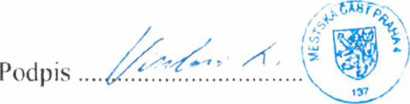 Podpis ..............................
MĚSTSKÁ ČÁST PRAHA 4
137